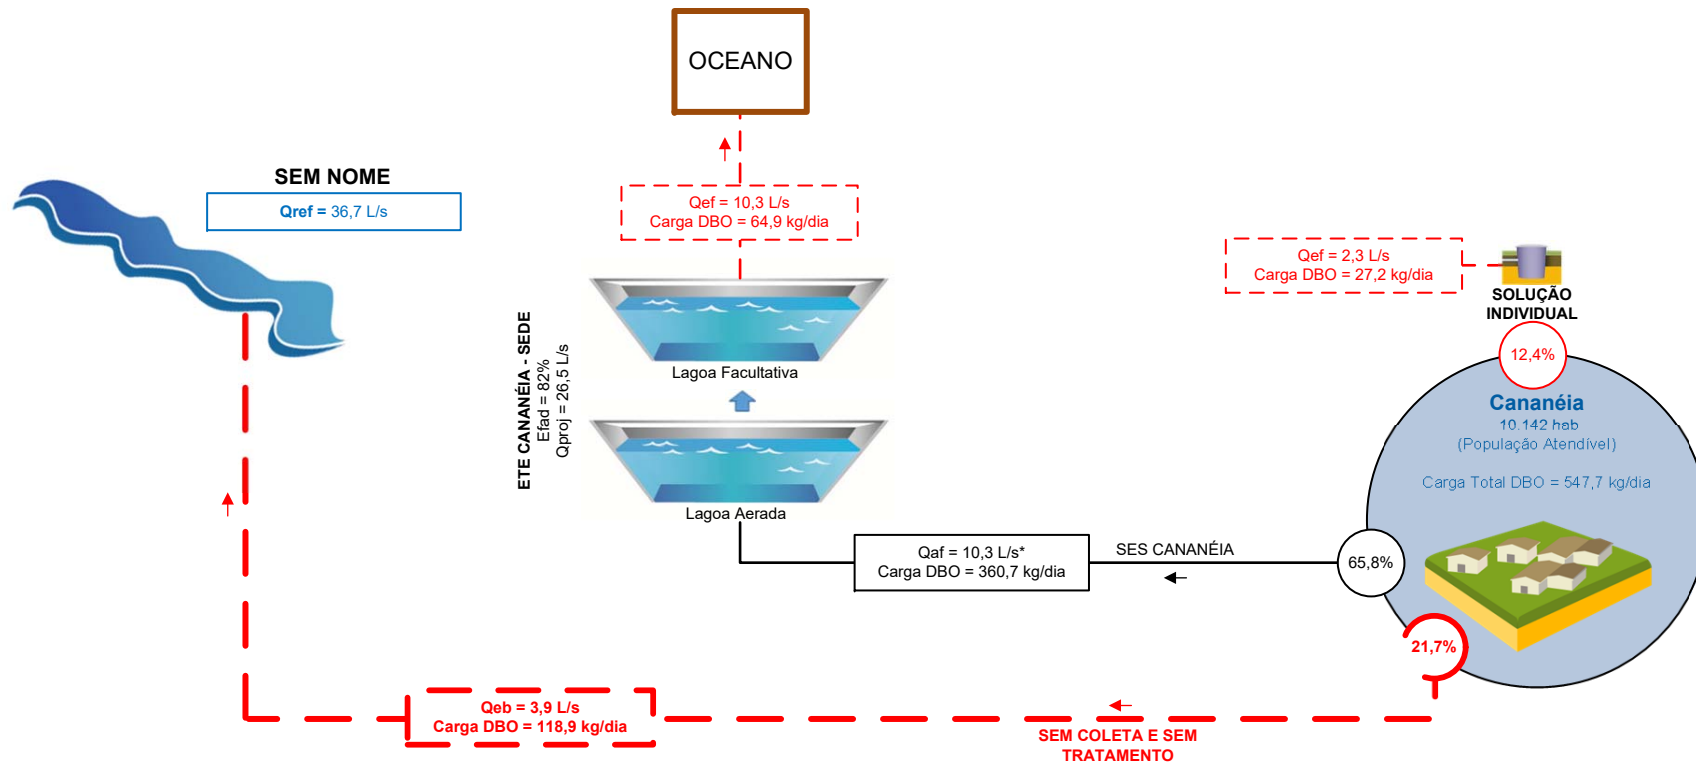 OCEANO
SEM NOME
Qref = 36,7 L/s
Qef = 10,3 L/s
Carga DBO = 64,9 kg/dia
Qef = 2,3 L/s
Carga DBO = 27,2 kg/dia
SOLUÇÃO
INDIVIDUAL
12,4%
ETE CANANÉIA - SEDE
Efad = 82%
Qproj = 26,5 L/s
Lagoa Facultativa
Lagoa Aerada
Cananéia
10.142 hab
(População Atendível)
Carga Total DBO = 547,7 kg/dia
Qaf = 10,3 L/s*
Carga DBO = 360,7 kg/dia
SES CANANÉIA
65,8%
21,7%
Qeb = 3,9 L/s
Carga DBO = 118,9 kg/dia
SEM COLETA E SEM
TRATAMENTO